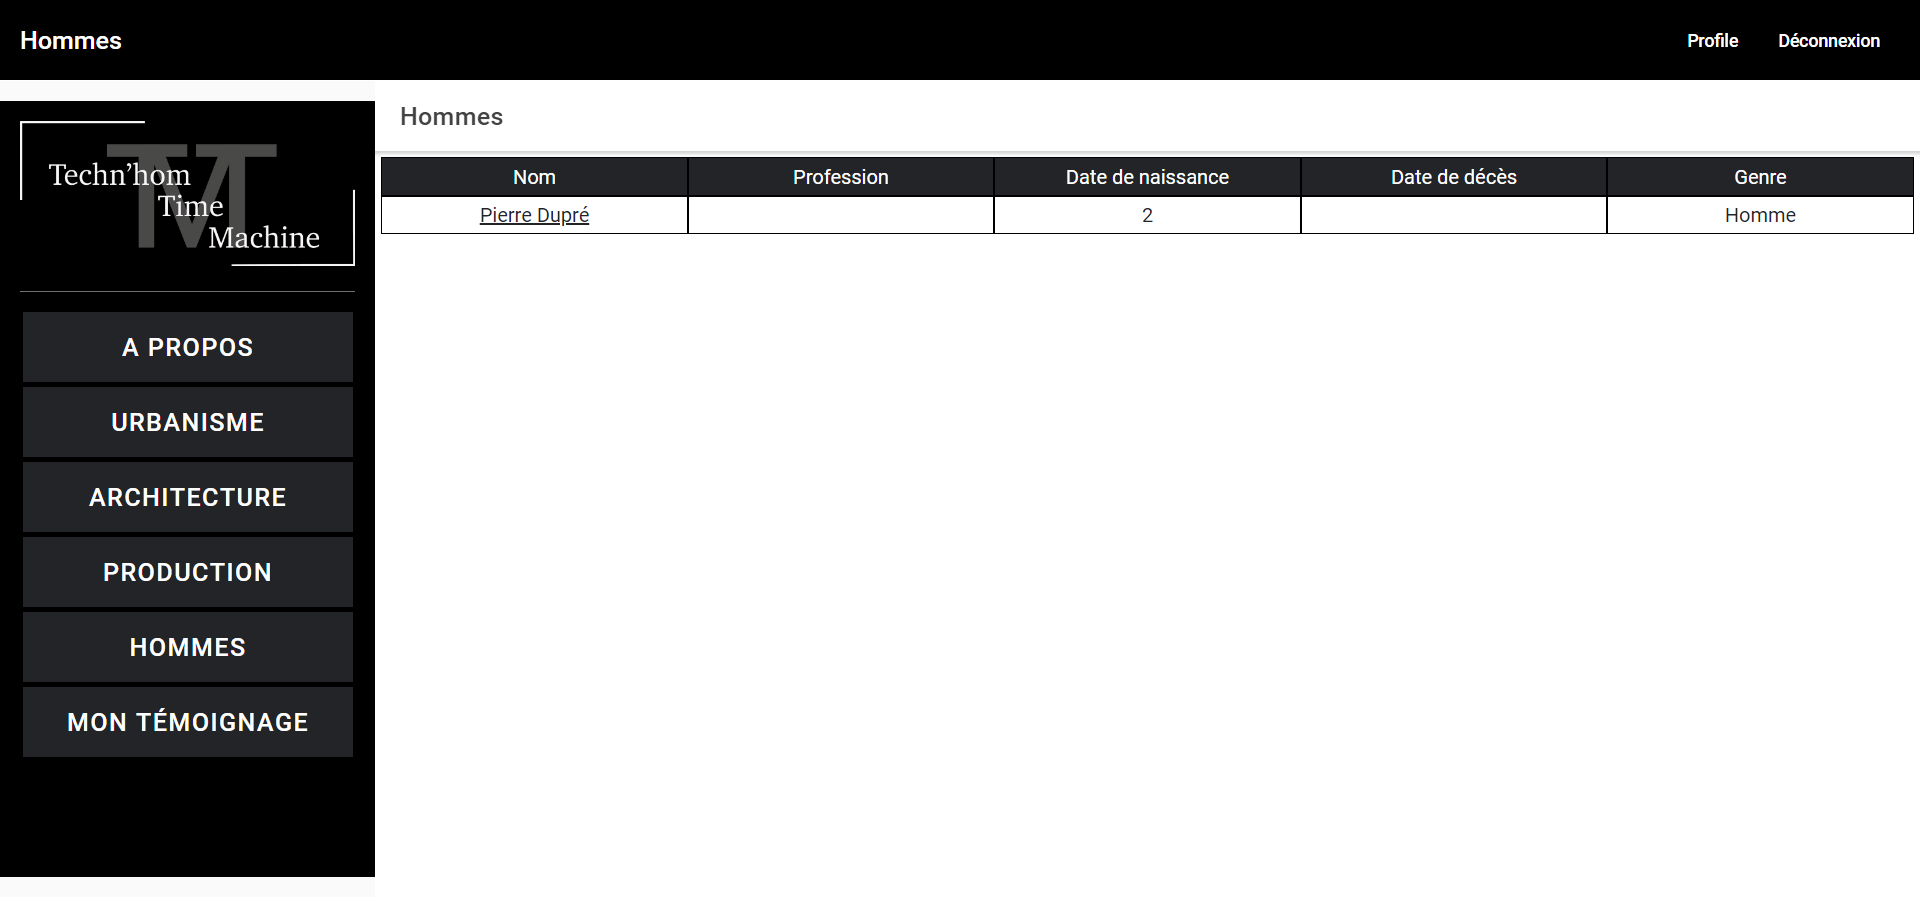 Hommes Profile Déconnexion
Techn'hom
Time
Machine
A PROPOS
URBANISME
ARCHITECTURE
PRODUCTION
HOMMES
MON TÉMOIGNAGE
Hommes
Nom Profession Date de naissance Date de décès Genre
Pierre Dupré 2 Homme